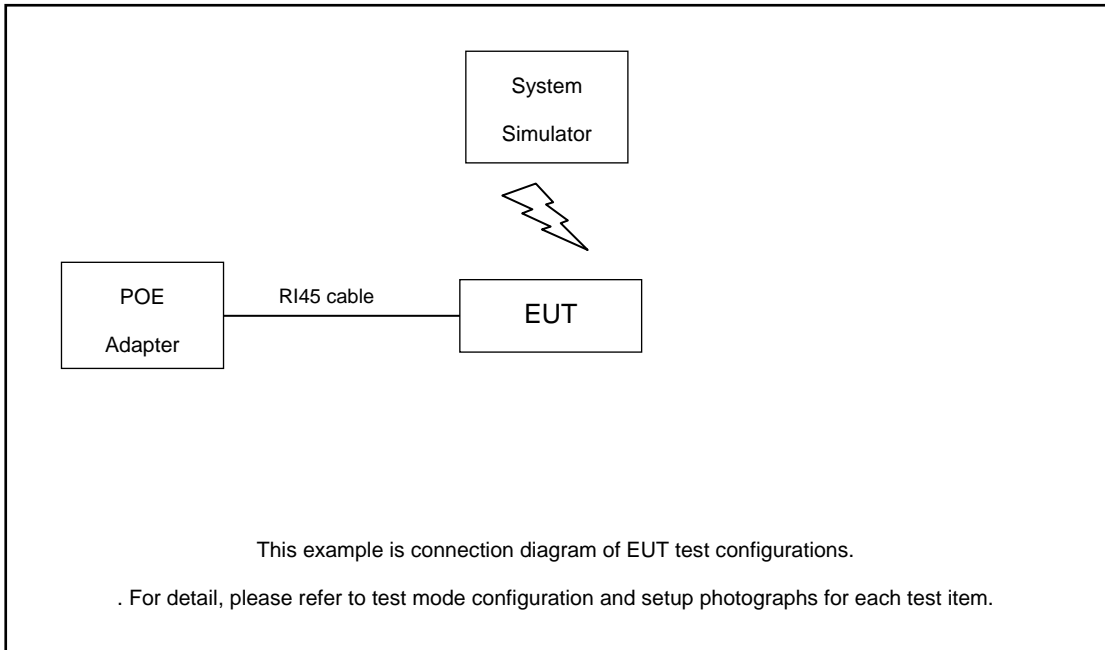 System
Simulator
POE
Adapter
RI45 cable
EUT
This example is connection diagram of EUT test configurations.
. For detail, please refer to test mode configuration and setup photographs for each test item.